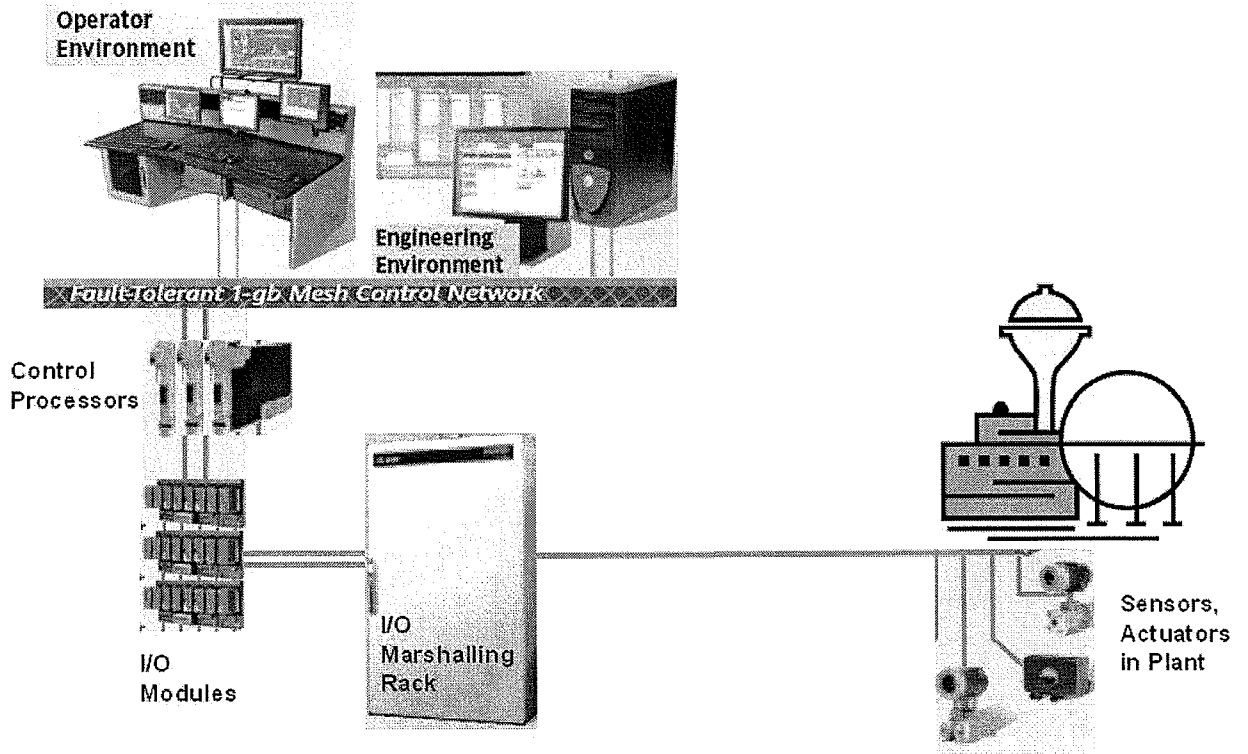 Operator
Environment
Engineering
Environment
Fault-Tolerant 1-gb Mesh Control Network
Control
Processors
I/O
Modules
I/O
Marshalling
Rack
Sensors,
Actuators
in Plant